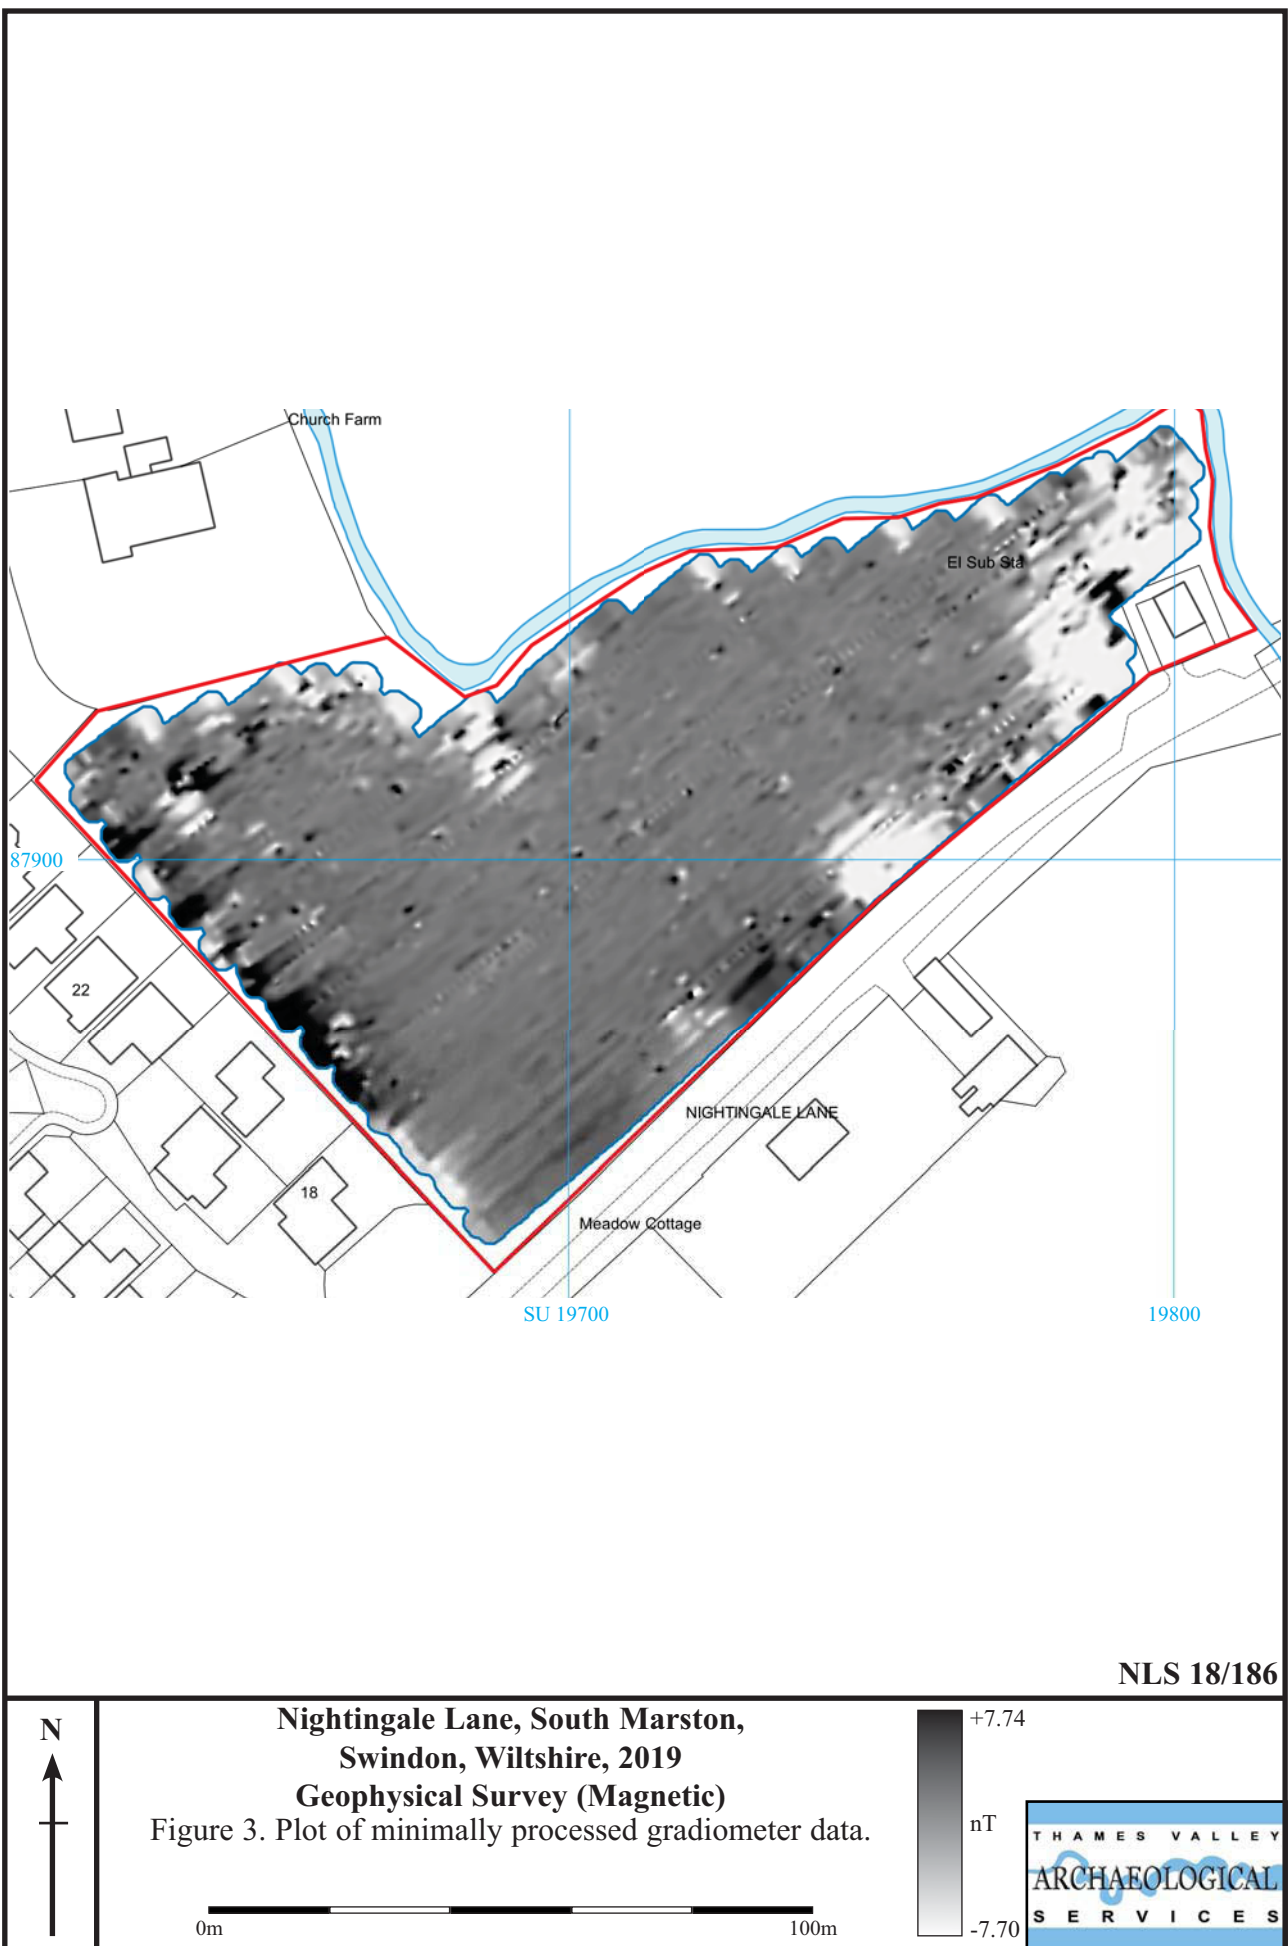 Church Farm
El Sub Sta
87900
22
18
NIGHTINGALE LANE
Meadow Cottage
SU 19700
19800
NLS 18/186
N
Nightingale Lane, South Marston,
Swindon, Wiltshire, 2019
Geophysical Survey (Magnetic)
Figure 3. Plot of minimally processed gradiometer data.
0m
100m
+7.74
nT
-7.70
THAMES VALLEY
ARCHAEOLOGICAL
SERVICES